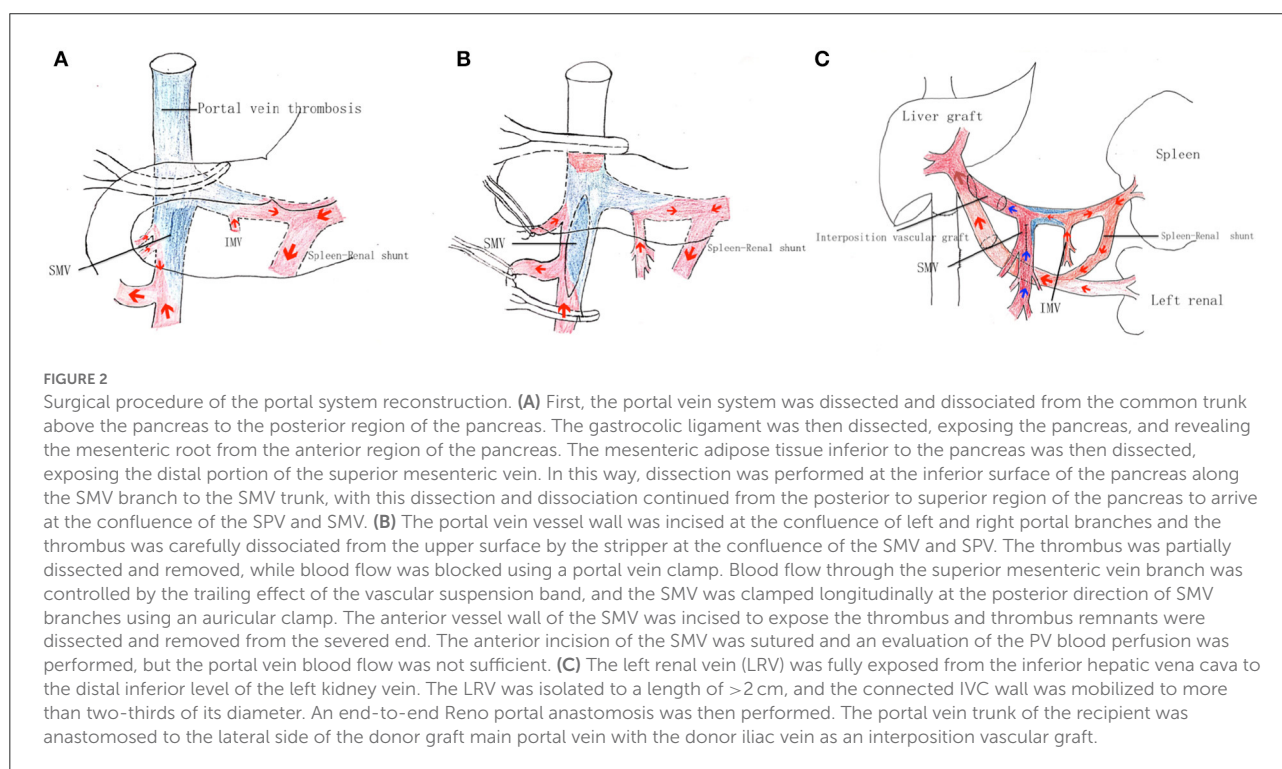 A
Portal vein thrombosis
IMV
SMV
Spleen-Renal shunt
B
SMV
Spleen-Renal shunt
C
Liver graft
Spleen
Interposition vascular graft
Spleen-Renal shunt
SMV
IMV
Left renal
FIGURE 2
Surgical procedure of the portal system reconstruction. (A) First, the portal vein system was dissected and dissociated from the common trunk
above the pancreas to the posterior region of the pancreas. The gastrocolic ligament was then dissected, exposing the pancreas, and revealing
the mesenteric root from the anterior region of the pancreas. The mesenteric adipose tissue inferior to the pancreas was then dissected,
exposing the distal portion of the superior mesenteric vein. In this way, dissection was performed at the inferior surface of the pancreas along
the SMV branch to the SMV trunk, with this dissection and dissociation continued from the posterior to superior region of the pancreas to arrive
at the confluence of the SPV and SMV. (B) The portal vein vessel wall was incised at the confluence of left and right portal branches and the
thrombus was carefully dissociated from the upper surface by the stripper at the confluence of the SMV and SPV. The thrombus was partially
dissected and removed, while blood flow was blocked using a portal vein clamp. Blood flow through the superior mesenteric vein branch was
controlled by the trailing effect of the vascular suspension band, and the SMV was clamped longitudinally at the posterior direction of SMV
branches using an auricular clamp. The anterior vessel wall of the SMV was incised to expose the thrombus and thrombus remnants were
dissected and removed from the severed end. The anterior incision of the SMV was sutured and an evaluation of the PV blood perfusion was
performed, but the portal vein blood flow was not sufficient. (C) The left renal vein (LRV) was fully exposed from the inferior hepatic vena cava to
the distal inferior level of the left kidney vein. The LRV was isolated to a length of >2 cm, and the connected IVC wall was mobilized to more
than two-thirds of its diameter. An end-to-end Reno portal anastomosis was then performed. The portal vein trunk of the recipient was
anastomosed to the lateral side of the donor graft main portal vein with the donor iliac vein as an interposition vascular graft.